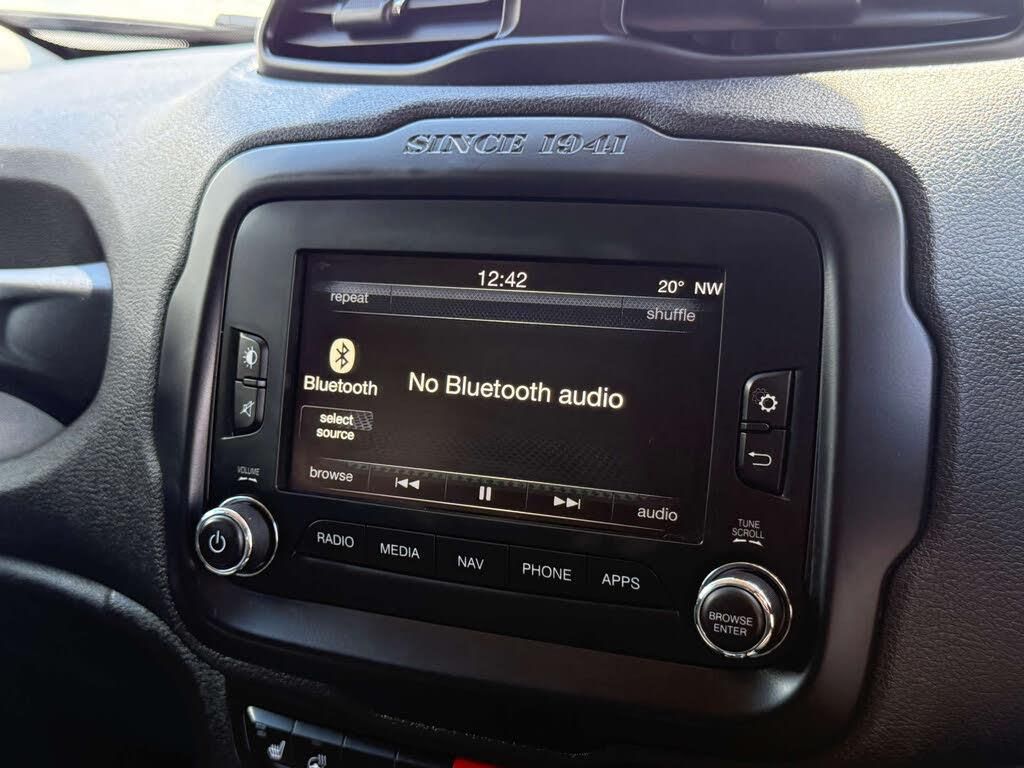 SINCE 1941
12:42
20° NW
repeat
shuffle
Bluetooth
No Bluetooth audio
select
source
browse
audio
VOLUME
TUNE
SCROLL
RADIO
MEDIA
NAV
PHONE
APPS
BROWSE
ENTER